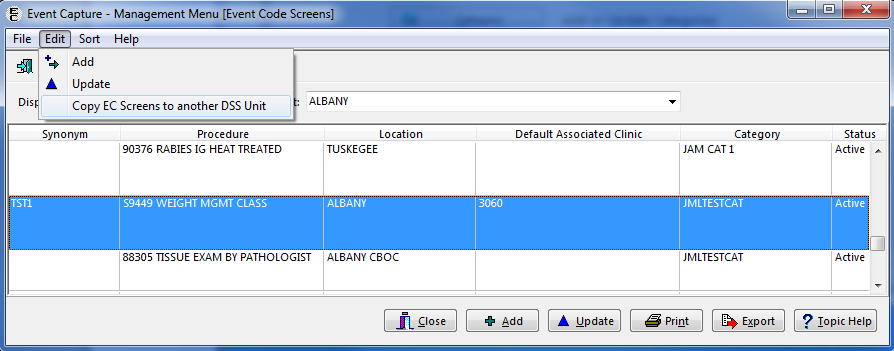 Event Capture - Management Menu [Event Code Screens]
File Edit Sort Help
Add
Update
Copy EC Screens to another DSS Unit
Disp t: ALBANY
Synonym Procedure Location Default Associated Clinic Category Status
90376 RABIES IG HEAT TREATED TUSKEGEE JAM CAT 1 Active
TST1 S9449 WEIGHT MGMT CLASS ALBANY 3060 JMLTESTCAT Active
88305 TISSUE EXAM BY PATHOLOGIST ALBANY CBOC JMLTESTCAT Active
Close Add Update Print Export Topic Help